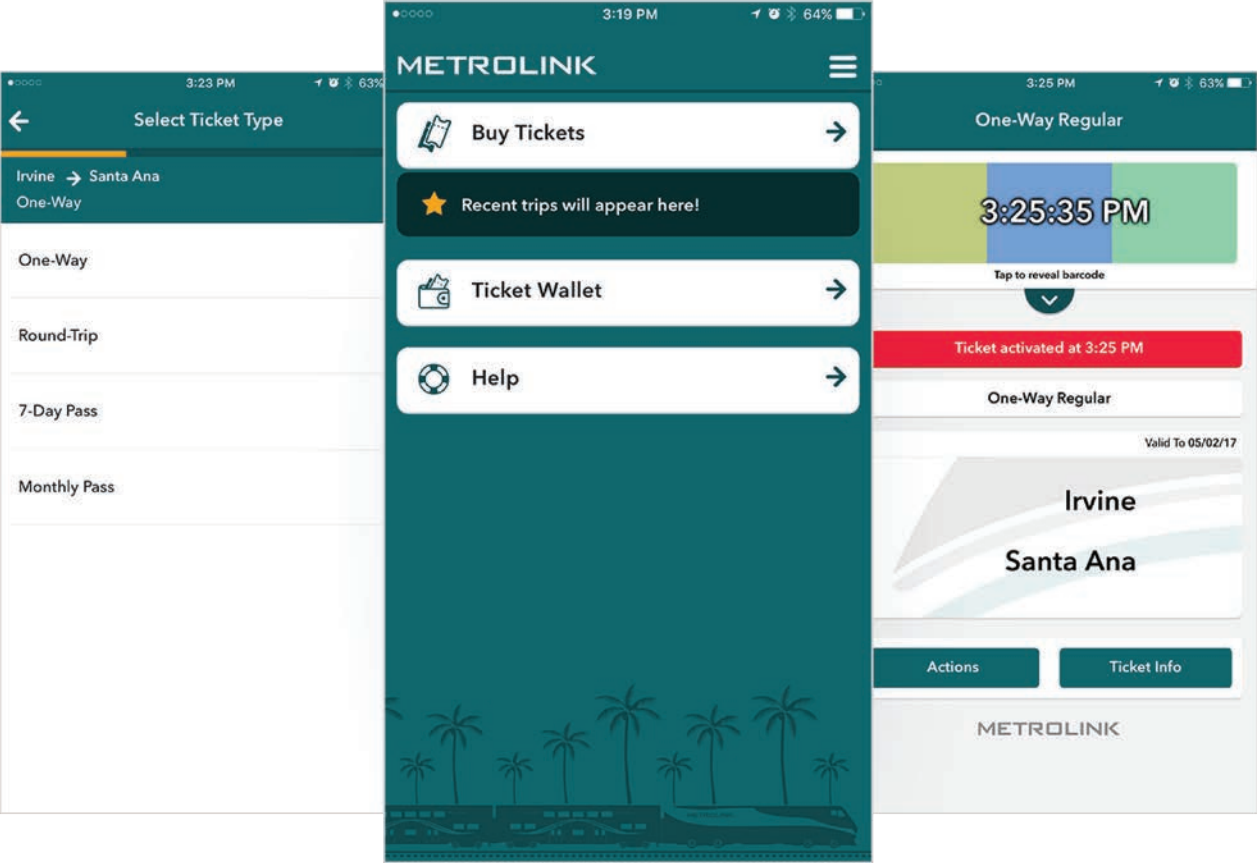 3:23 PM
63%
Select Ticket Type
Irvine → Santa Ana
One-Way
One-Way
Round-Trip
7-Day Pass
Monthly Pass
3:19 PM
64%
METROLINK
Buy Tickets
Recent trips will appear here!
Ticket Wallet
Help
METROLINK
3:25 PM
63%
One-Way Regular
3:25:35 PM
Tap to reveal barcode
Ticket activated at 3:25 PM
One-Way Regular
Valid To 05/02/17
Irvine
Santa Ana
Actions
Ticket Info
METROLINK